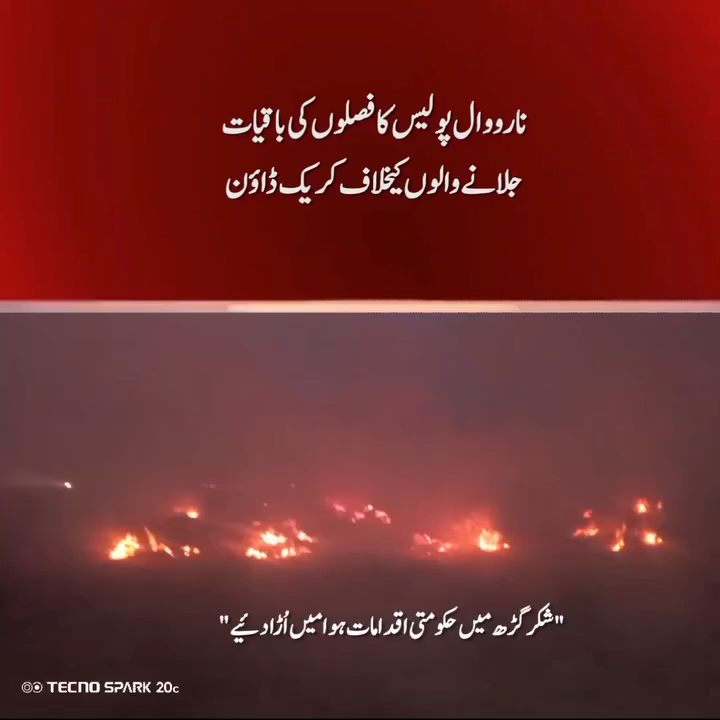 نارووال پولیس کا فصلوں کی باقیات
جلانے والوں کیخلاف کریک ڈاؤن
"شکر گڑھ میں حکومتی اقدامات ہوا میں اُڑا دئیے"
TECNO SPARK 20c